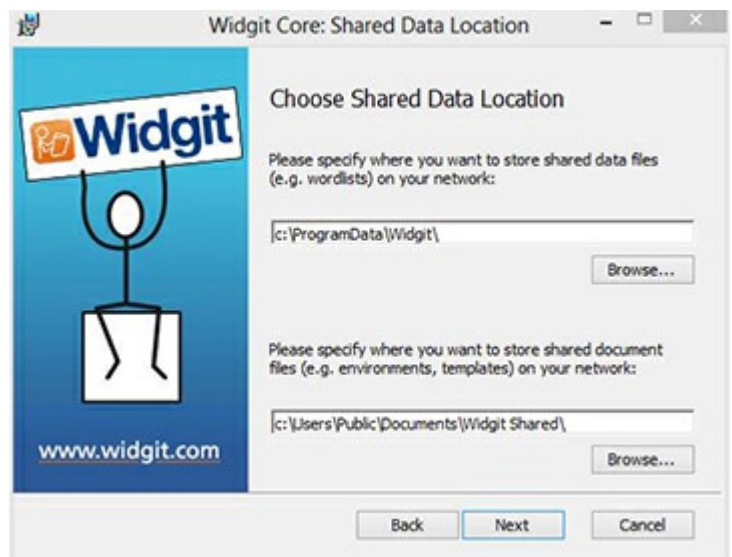 Widgit Core: Shared Data Location
Widgit
Choose Shared Data Location
Please specify where you want to store shared data files
(e.g. wordlists) on your network:
c:\ProgramData\Widgit\
Browse...
Please specify where you want to store shared document
files (e.g. environments, templates) on your network:
c:\Users\Public\Documents\Widgit Shared\
www.widgit.com
Browse...
Back Next Cancel